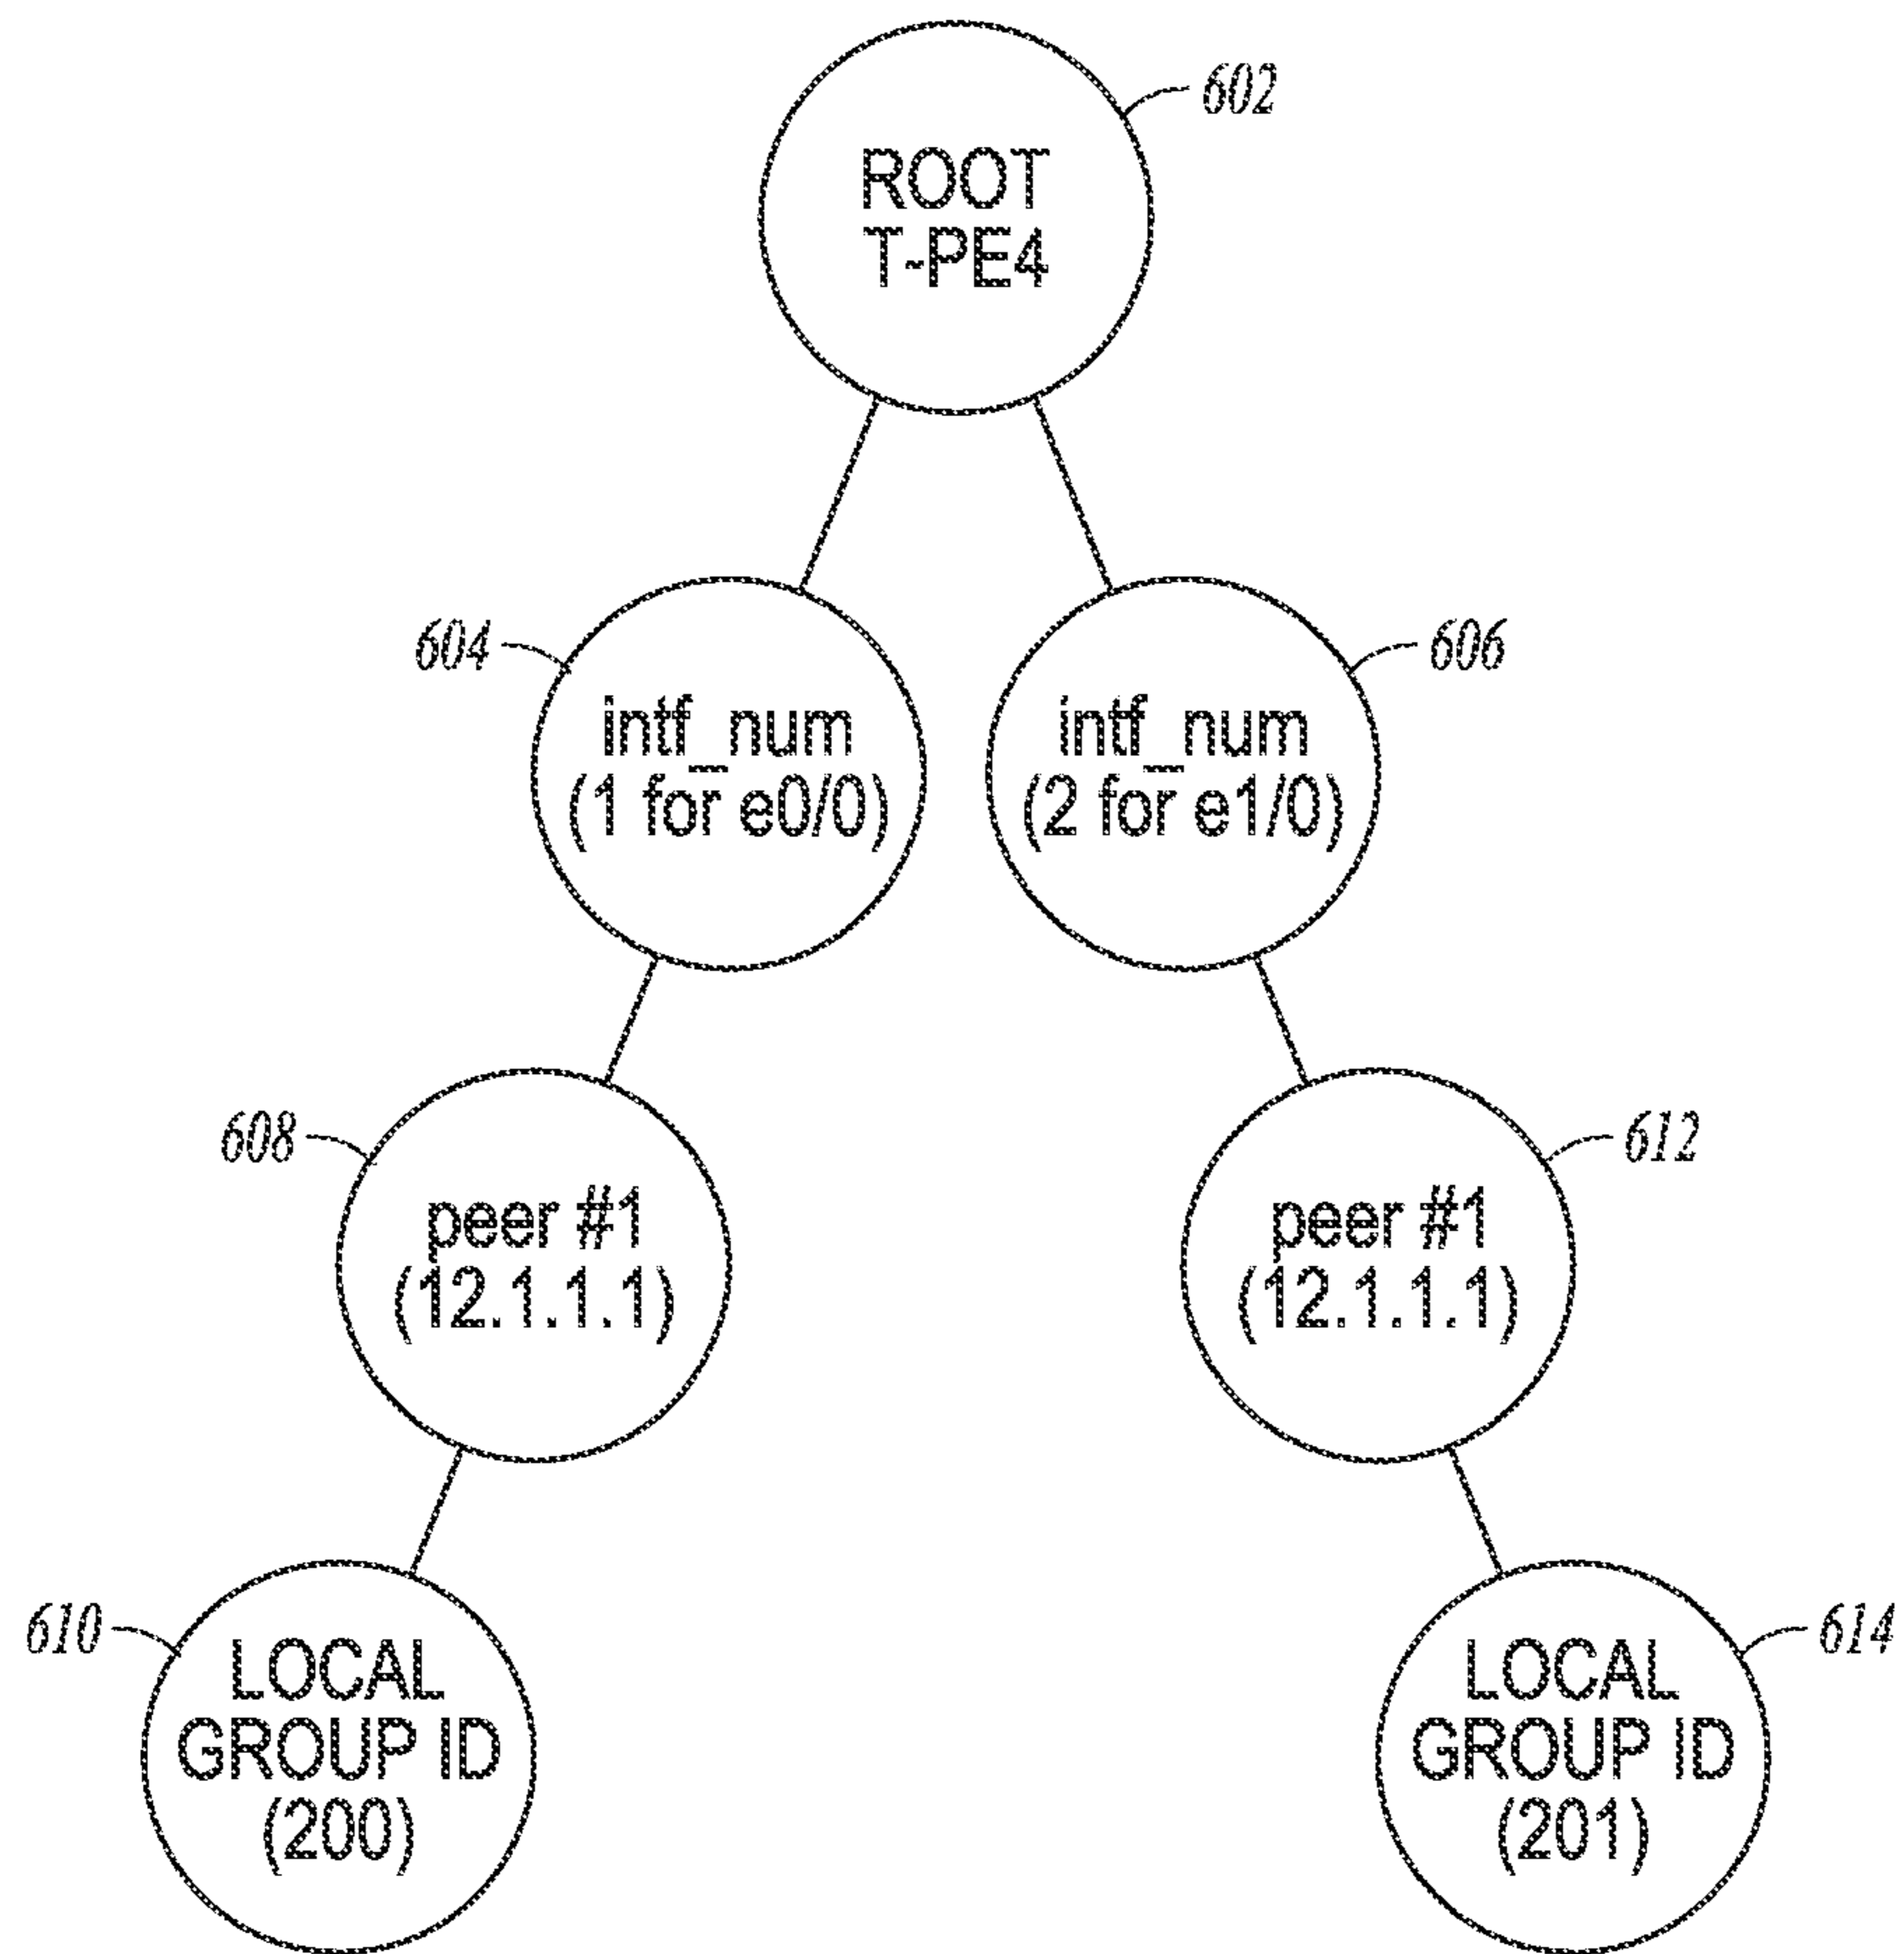 602
ROOT
T-PE4
604
intf_num
(1 for e0/0)
606
intf_num
(2 for e1/0)
608
peer #1
(12.1.1.1)
612
peer #1
(12.1.1.1)
610
LOCAL
GROUP ID
(200)
614
LOCAL
GROUP ID
(201)